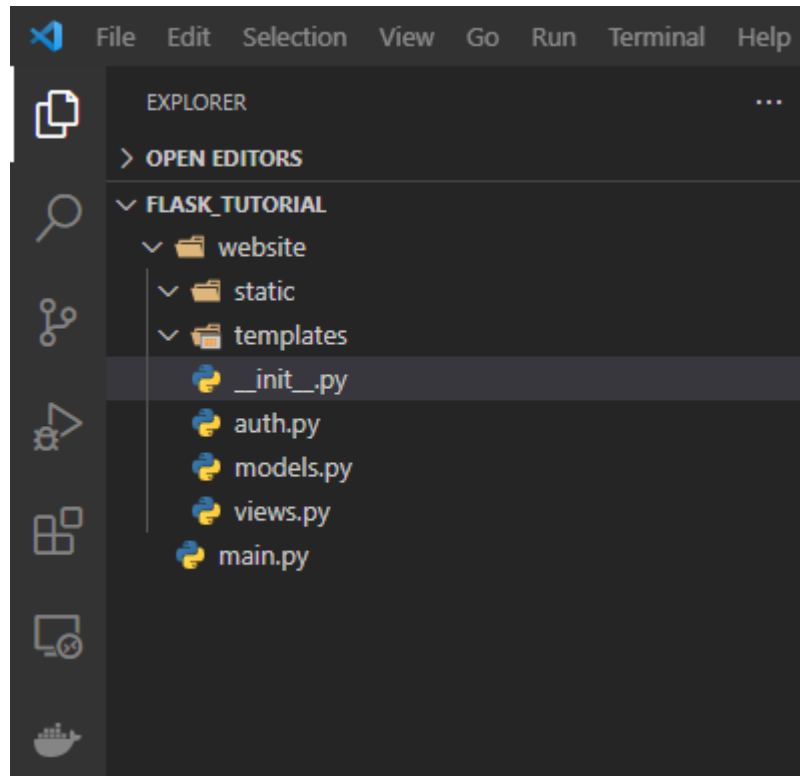 File Edit Selection View Go Run Terminal Help
EXPLORER ...
OPEN EDITORS
FLASK_TUTORIAL
website
static
templates
__init__.py
auth.py
models.py
views.py
main.py